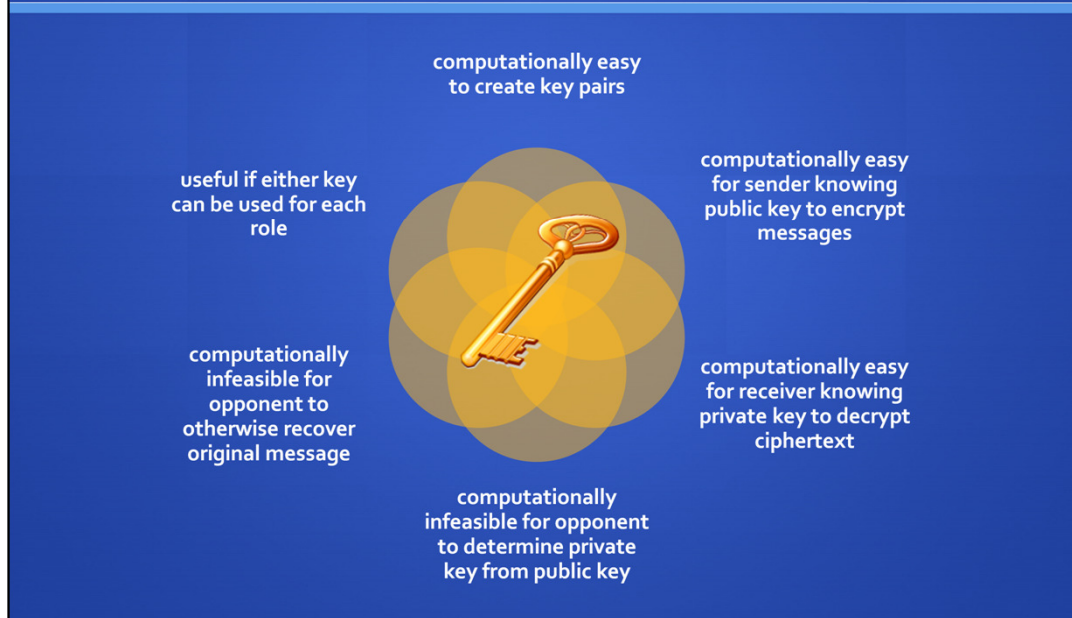 computationally easy
to create key pairs
computationally easy
for sender knowing
public key to encrypt
messages
computationally easy
for receiver knowing
private key to decrypt
ciphertext
computationally
infeasible for opponent
to determine private
key from public key
computationally
infeasible for
opponent to
otherwise recover
original message
useful if either key
can be used for each
role